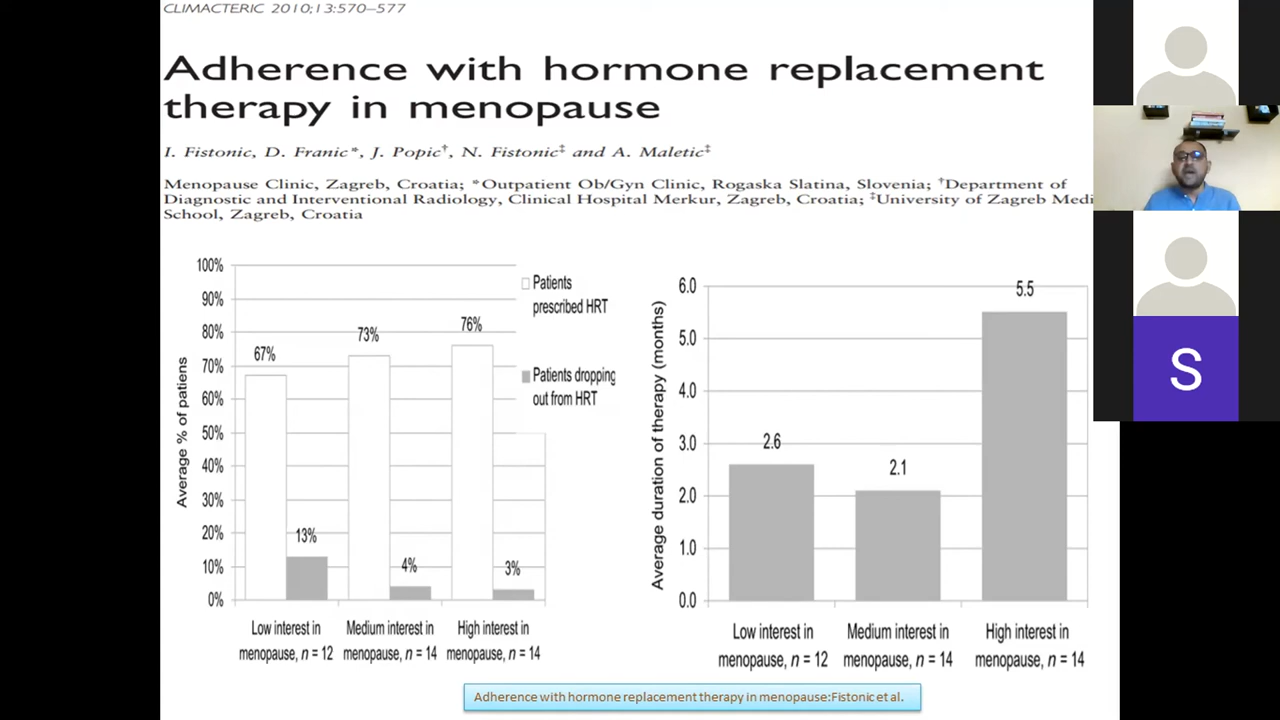 CLIMACTERIC 2010;13:570–577
Adherence with hormone replacement
therapy in menopause
I. Fistonic, D. Franic*, J. Popic†, N. Fistonic‡ and A. Maletic‡
Menopause Clinic, Zagreb, Croatia; *Outpatient Ob/Gyn Clinic, Rogaska Slatina, Slovenia; †Department of
Diagnostic and Interventional Radiology, Clinical Hospital Merkur, Zagreb, Croatia; ‡University of Zagreb Medi
School, Zagreb, Croatia
Average % of patiens
100%
90%
80%
70%
60%
50%
40%
30%
20%
10%
0%
67%
13%
73%
4%
76%
3%
Patients
prescribed HRT
Patients dropping
out from HRT
Low interest in
menopause, n = 12
Medium interest in
menopause, n = 14
High interest in
menopause, n = 14
Average duration of therapy (months)
6.0
5.0
4.0
3.0
2.0
1.0
0.0
2.6
2.1
5.5
Low interest in
menopause, n = 12
Medium interest in
menopause, n = 14
High interest in
menopause, n = 14
Adherence with hormone replacement therapy in menopause:Fistonic et al.
S